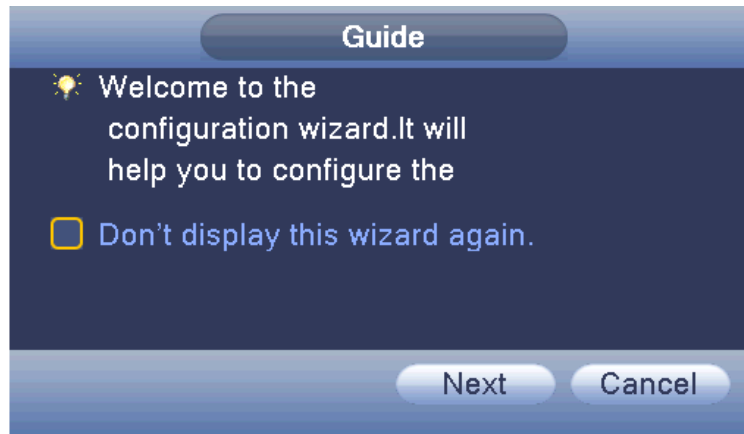 Guide
Welcome to the
configuration wizard.It will
help you to configure the
Don't display this wizard again.
Next
Cancel